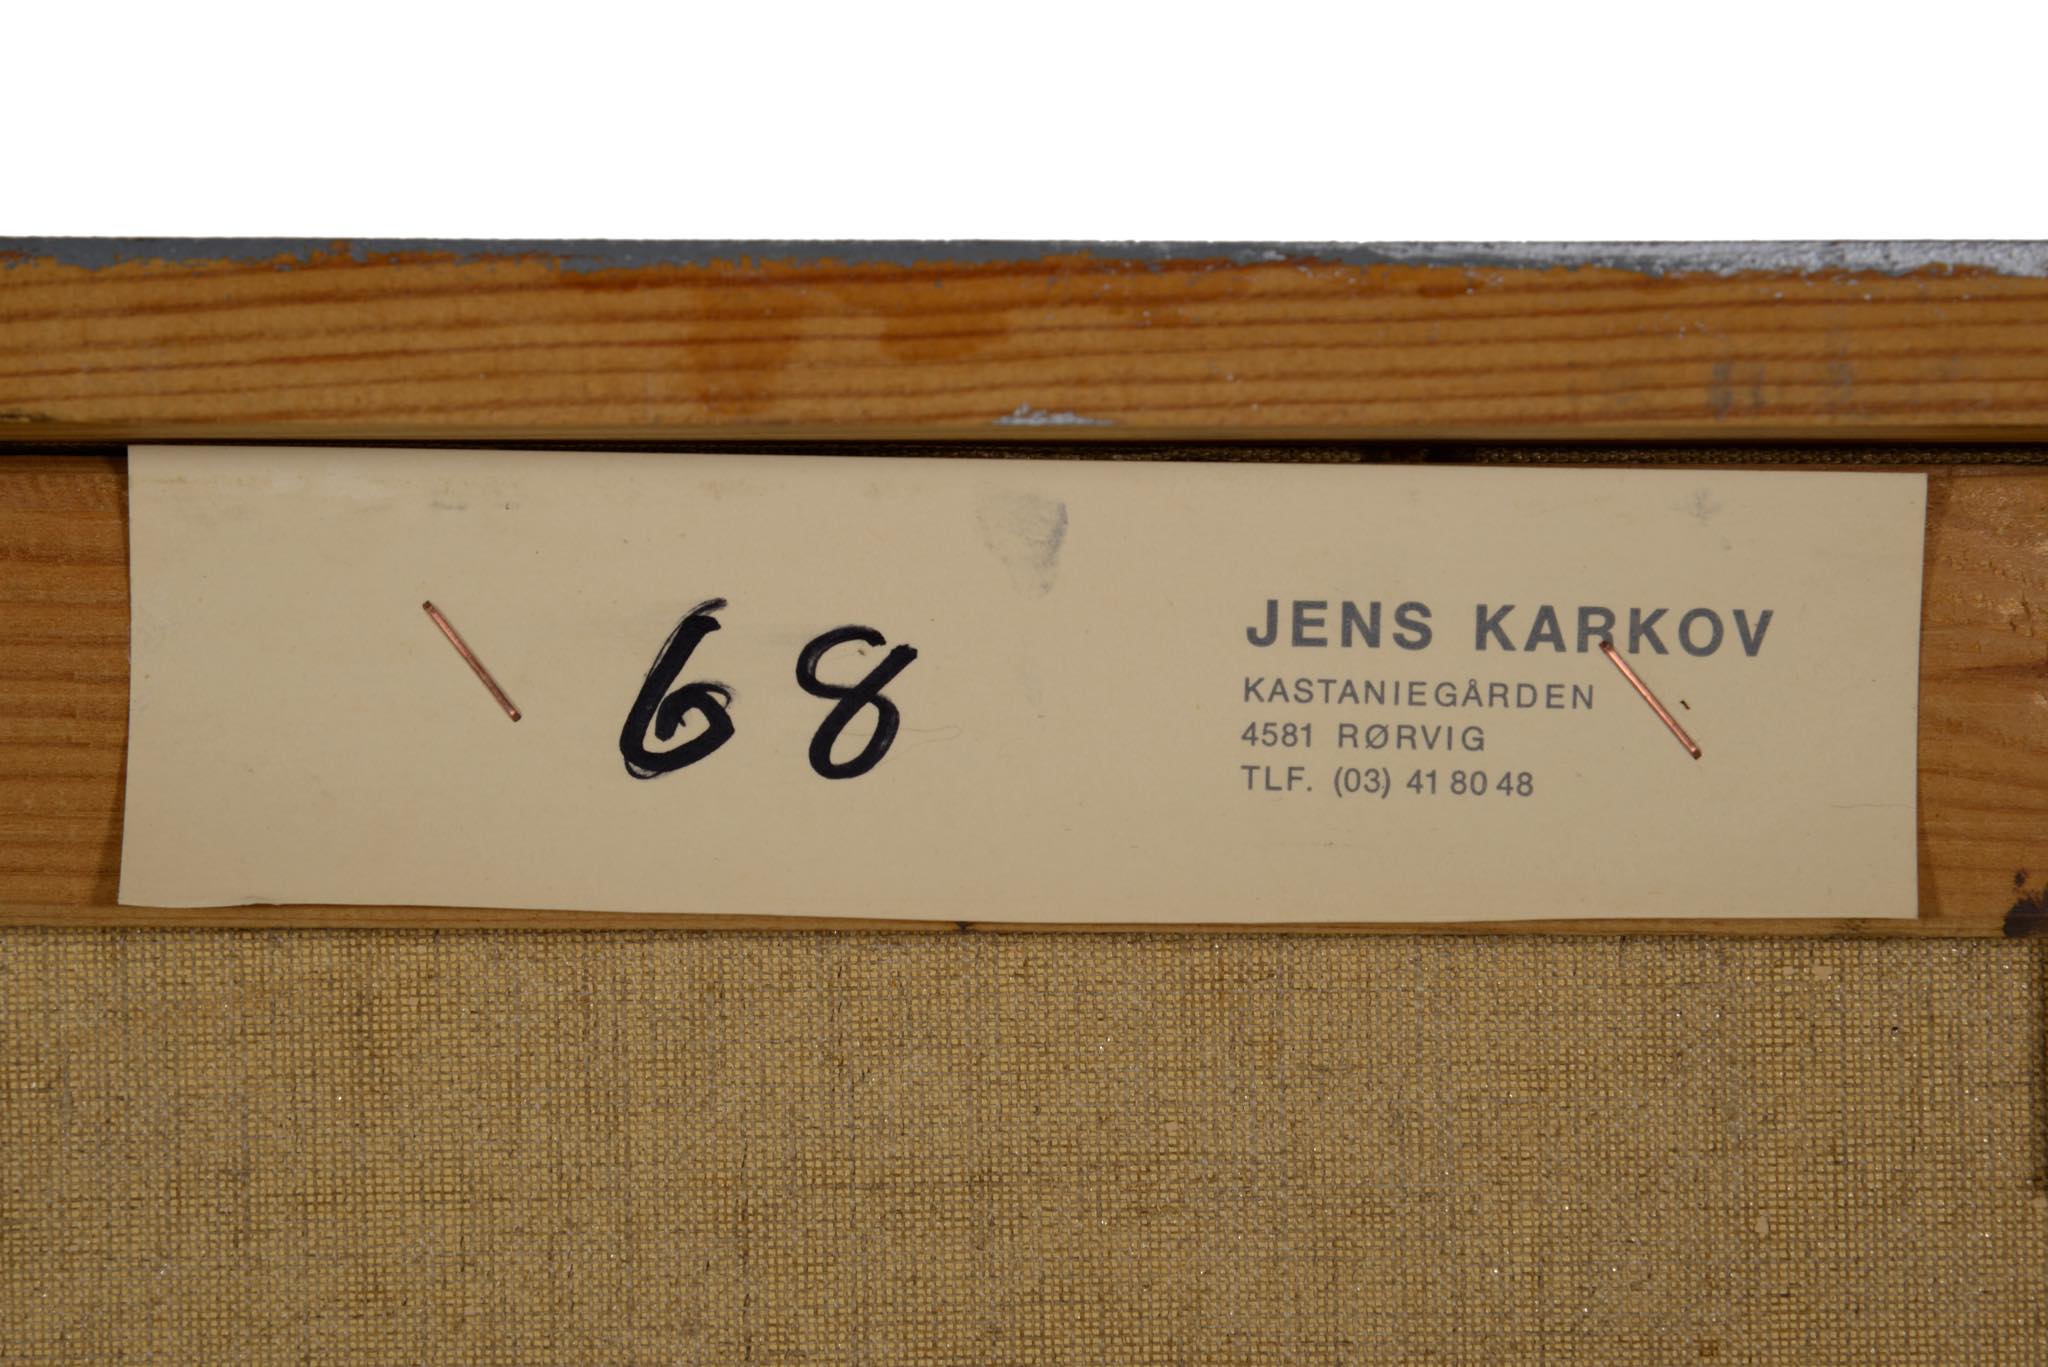 68
JENS KARKOV
KASTANIEGÅRDEN
4581 RØRVIG
TLF. (03) 41 80 48